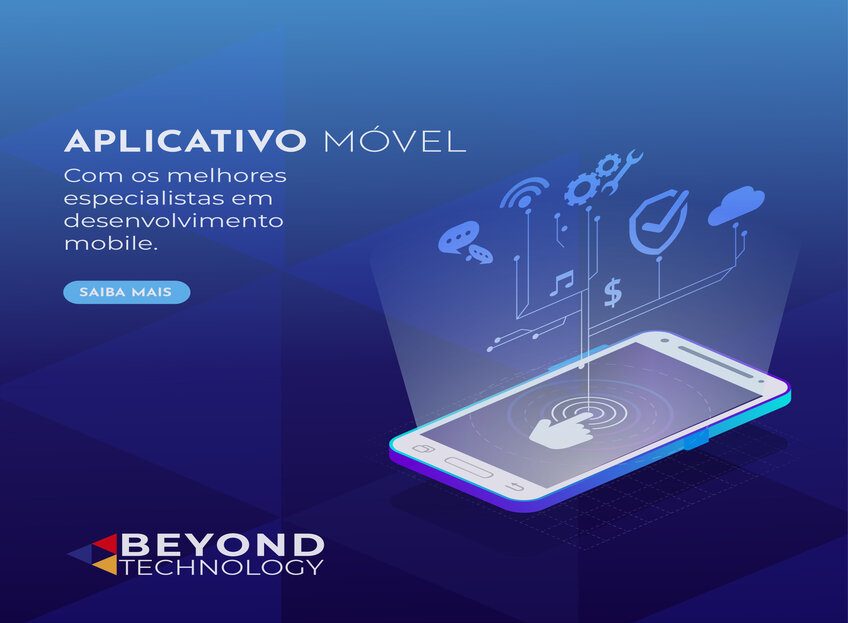 APLICATIVO MÓVEL
Com os melhores
especialistas em
desenvolvimento
mobile.
SAIBA MAIS
$
BEYOND
TECHNOLOGY